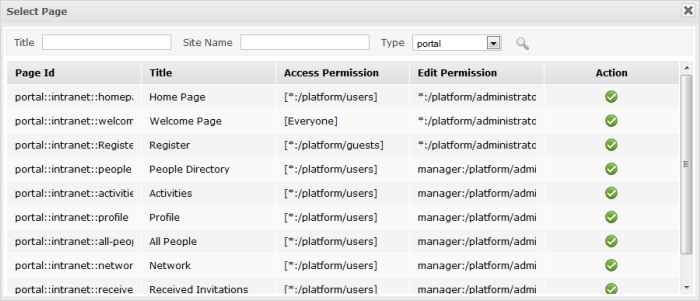 Select Page
Title Site Name Type portal
Page Id Title Access Permission Edit Permission Action
portal::intranet::homepa Home Page [*:/platform/users] *:/platform/administrato
portal::intranet::welcom Welcome Page [Everyone] *:/platform/administrato
portal::intranet::Registe Register [*:/platform/guests] *:/platform/administrato
portal::intranet::people People Directory [*:/platform/users] manager:/platform/admi
portal::intranet::activitie Activities [*:/platform/users] manager:/platform/admi
portal::intranet::profile Profile [*:/platform/users] manager:/platform/admi
portal::intranet::all-peop All People [*:/platform/users] manager:/platform/admi
portal::intranet::networ Network [*:/platform/users] manager:/platform/admi
portal::intranet::receive Received Invitations [*:/platform/users] manager:/platform/admi